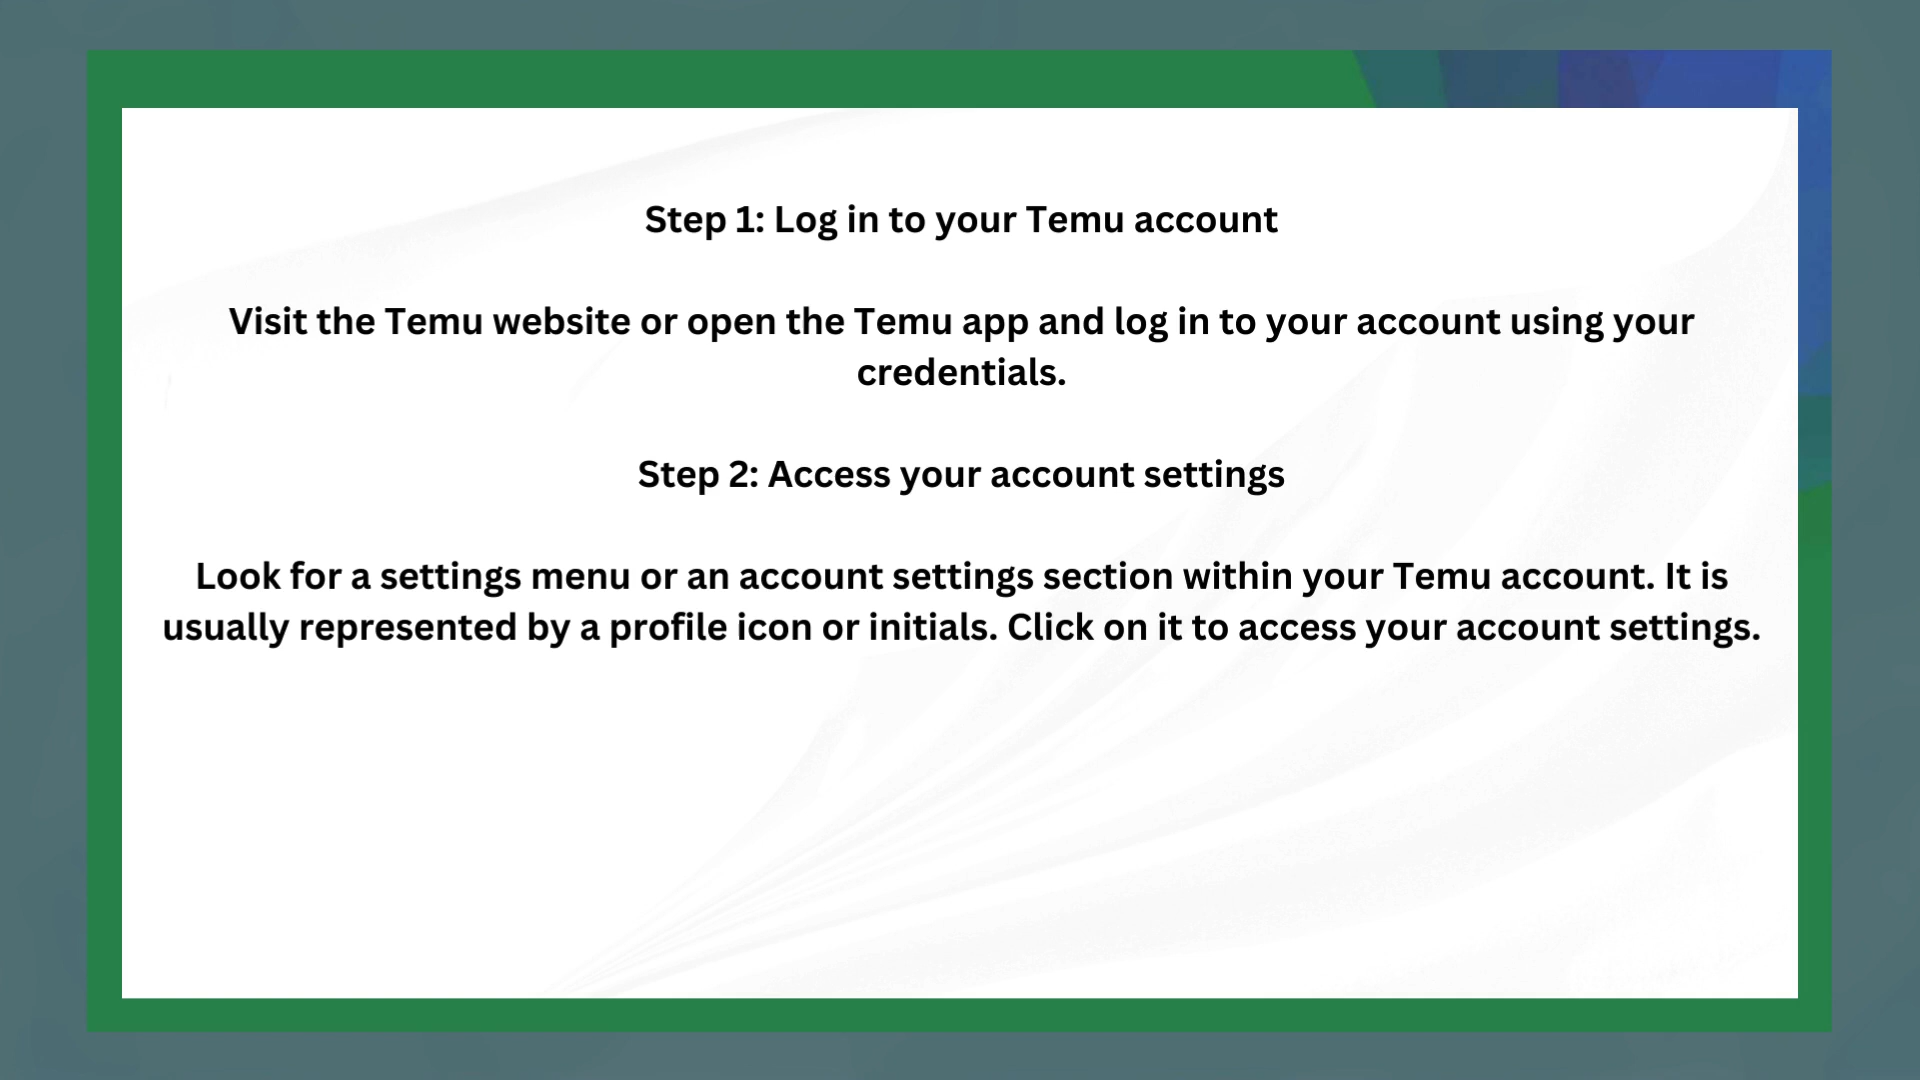 Step 1: Log in to your Temu account
Visit the Temu website or open the Temu app and log in to your account using your
credentials.
Step 2: Access your account settings
Look for a settings menu or an account settings section within your Temu account. It is
usually represented by a profile icon or initials. Click on it to access your account settings.